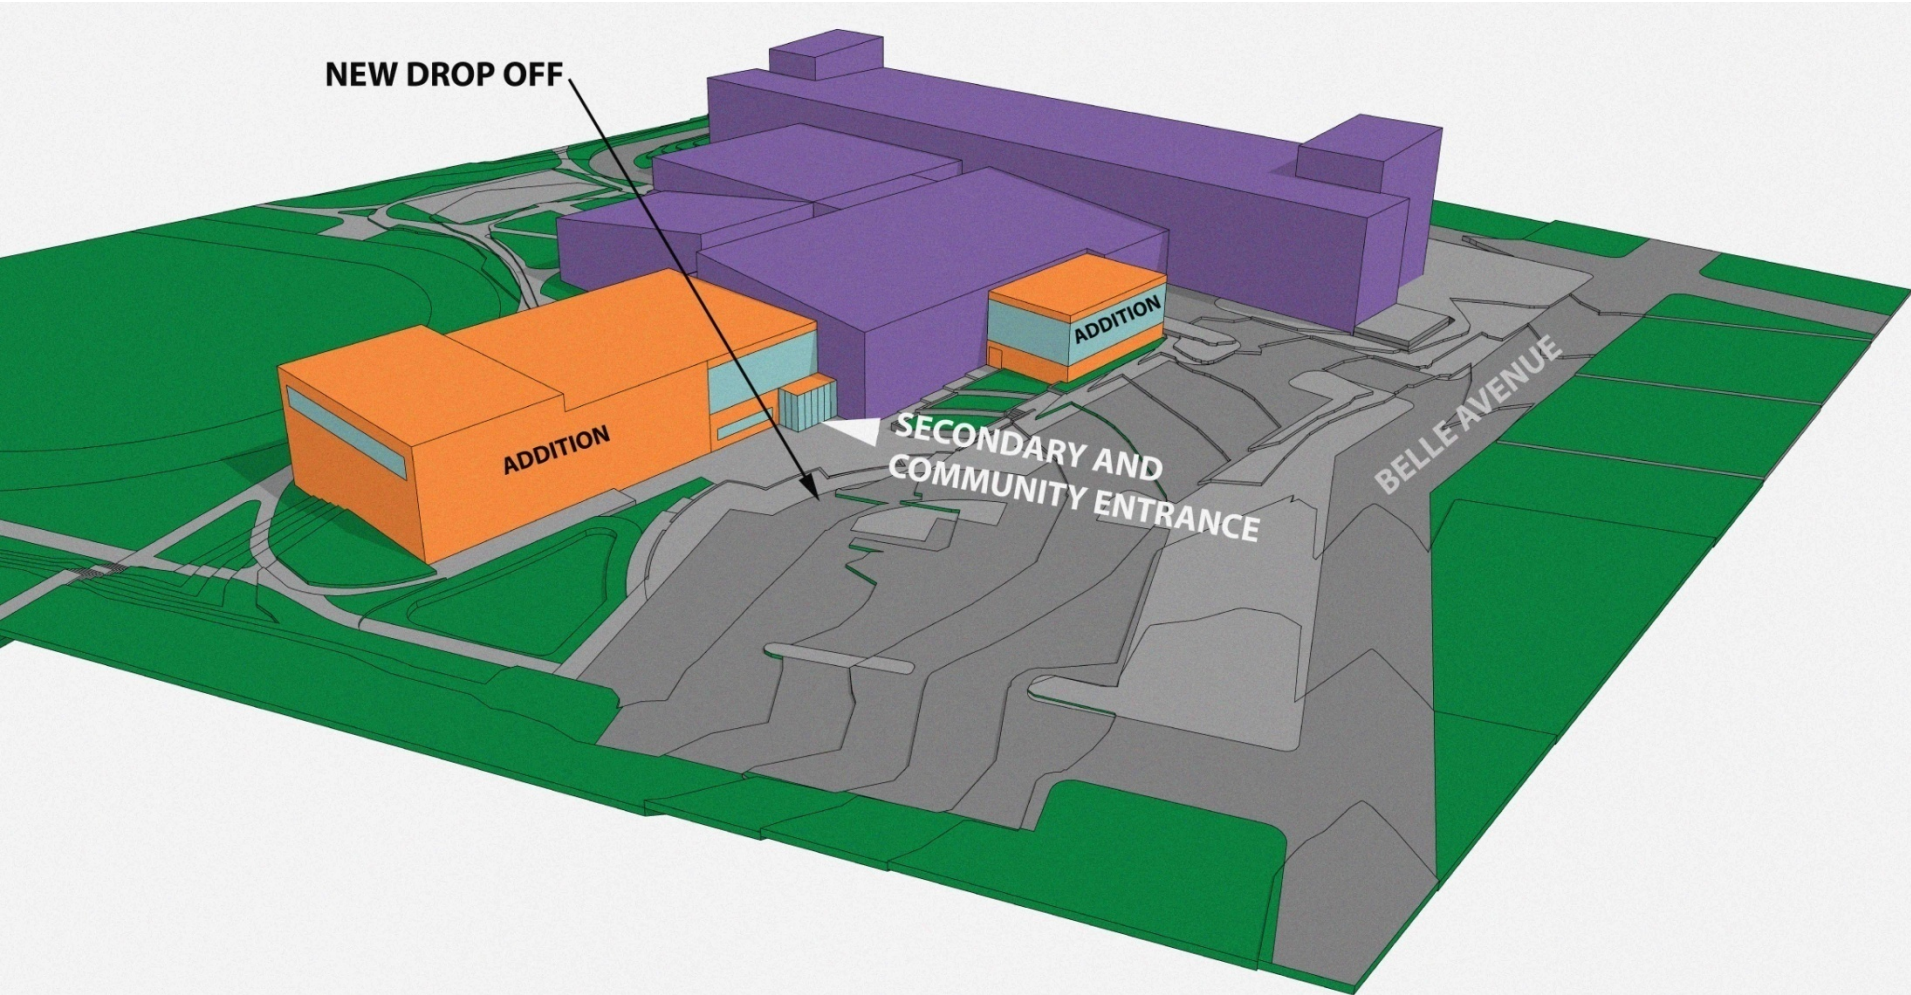 NEW DROP OFF
ADDITION
ADDITION
SECONDARY AND
COMMUNITY ENTRANCE
BELLE AVENUE